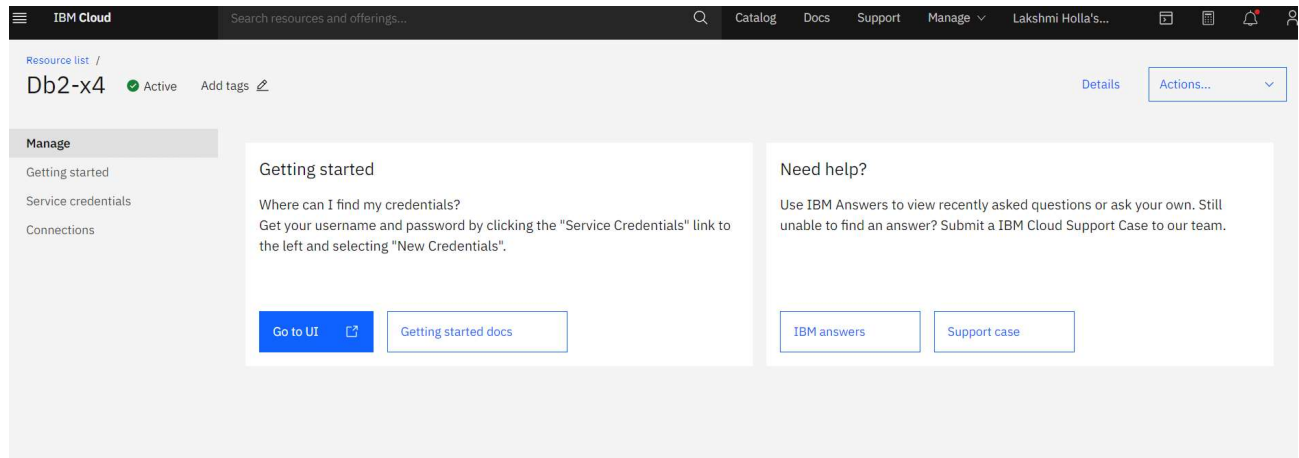 IBM Cloud
Search resources and offerings...
Catalog
Docs
Support
Manage
Lakshmi Holla's...
Resource list /
Db2-x4
Active
Add tags
Details
Actions...
Manage
Getting started
Service credentials
Connections
Getting started
Where can I find my credentials?
Get your username and password by clicking the "Service Credentials" link to
the left and selecting "New Credentials".
Go to UI
Getting started docs
Need help?
Use IBM Answers to view recently asked questions or ask your own. Still
unable to find an answer? Submit a IBM Cloud Support Case to our team.
IBM answers
Support case